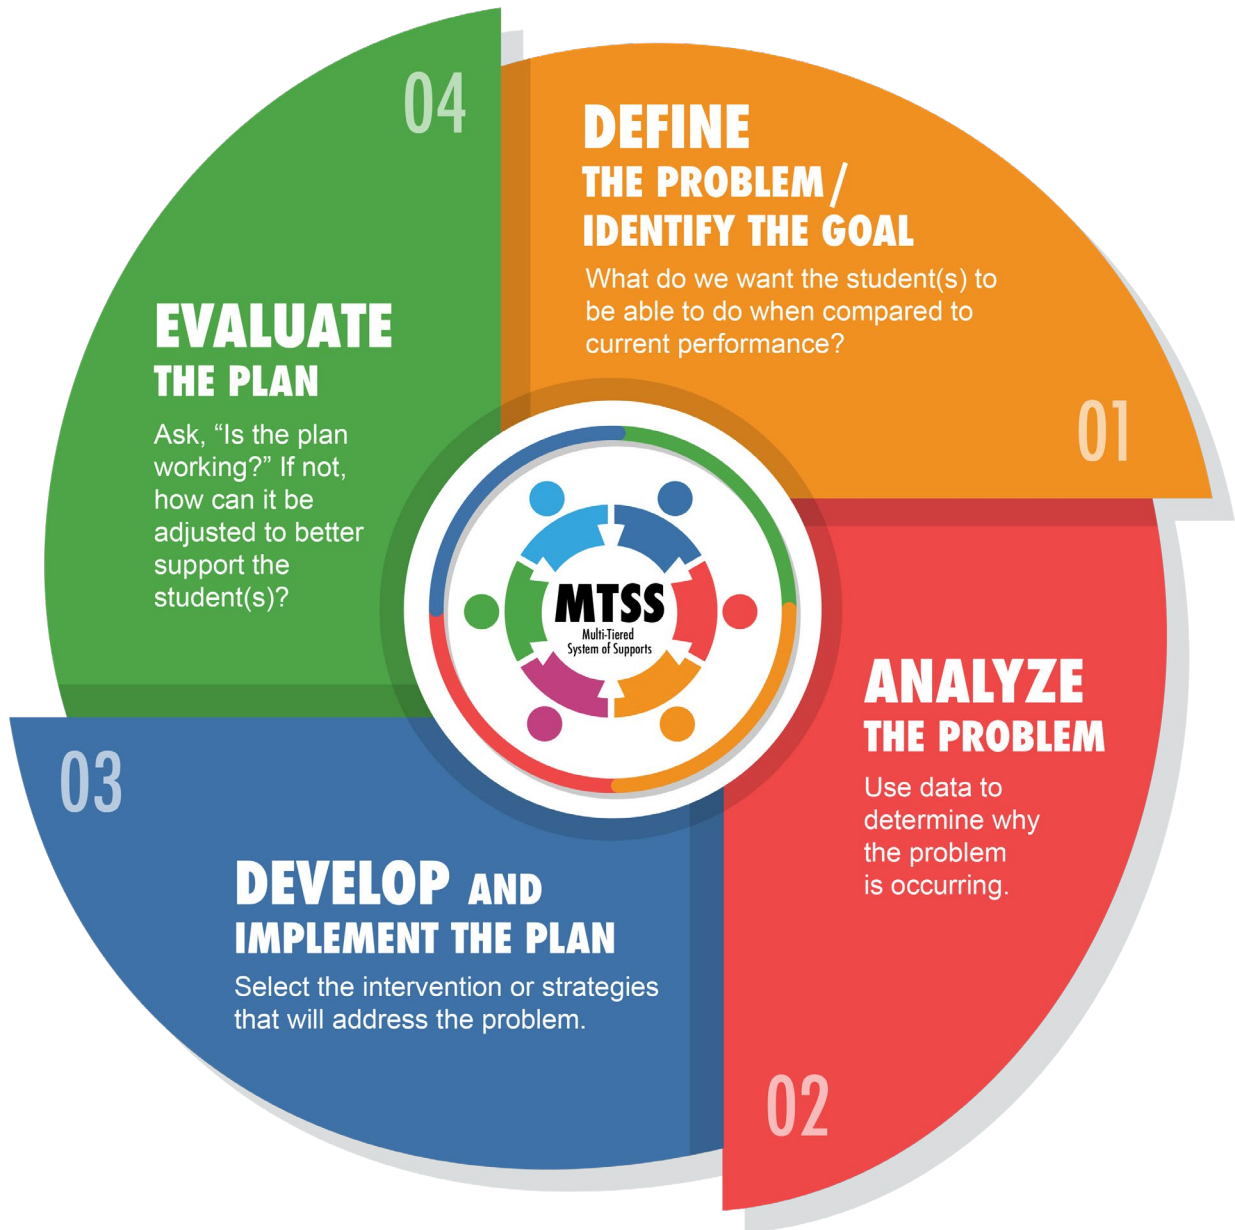 01
DEFINE
THE PROBLEM/
IDENTIFY THE GOAL
What do we want the student(s) to
be able to do when compared to
current performance?
02
ANALYZE
THE PROBLEM
Use data to
determine why
the problem
is occurring.
03
DEVELOP AND
IMPLEMENT THE PLAN
Select the intervention or strategies
that will address the problem.
04
EVALUATE
THE PLAN
Ask, “Is the plan
working?” If not,
how can it be
adjusted to better
support the
student(s)?
MTSS
Multi-Tiered
System of Supports